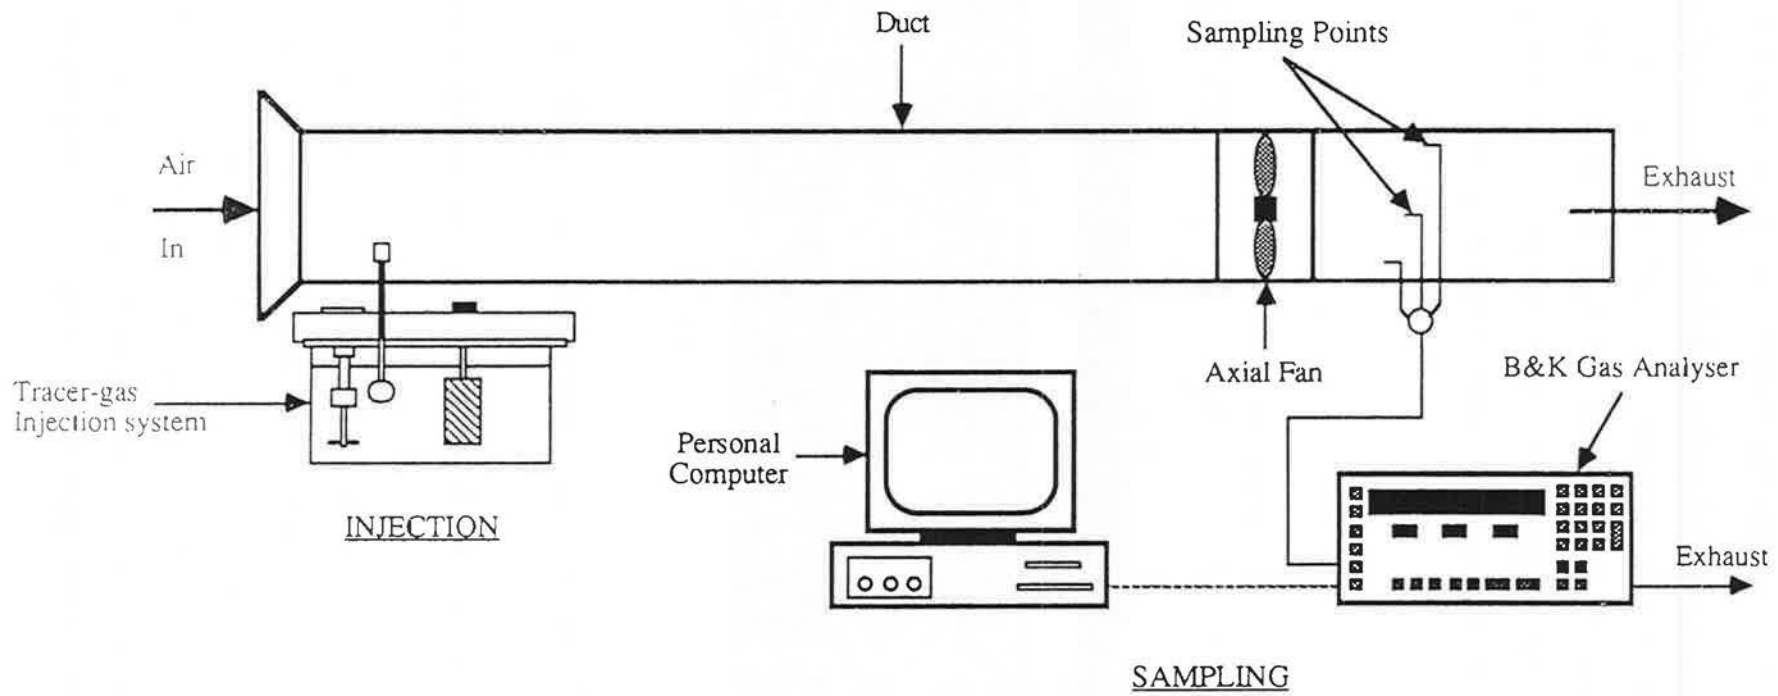 Duct
Sampling Points
Air
In
Exhaust
Axial Fan
B&K Gas Analyser
Tracer-gas
Injection system
Personal
Computer
INJECTION
Exhaust
SAMPLING